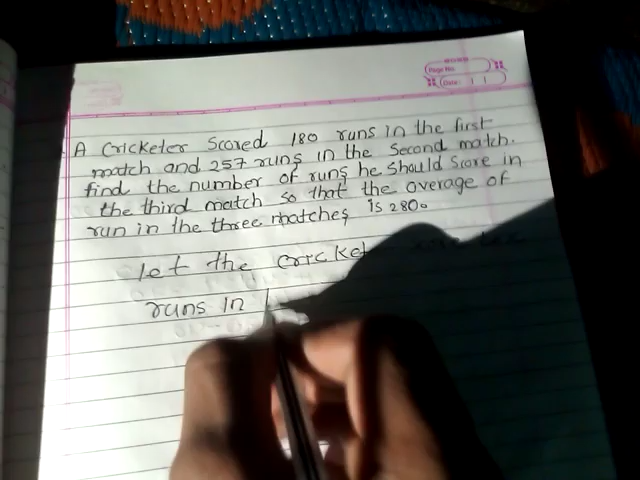 Page No.
Date:
A cricketer scored 180 runs in the first
match and 257 runs in the second match.
find the number of runs he should score in
the third match so that the average of
run in the three matches is 280.
let the cricketer
runs in